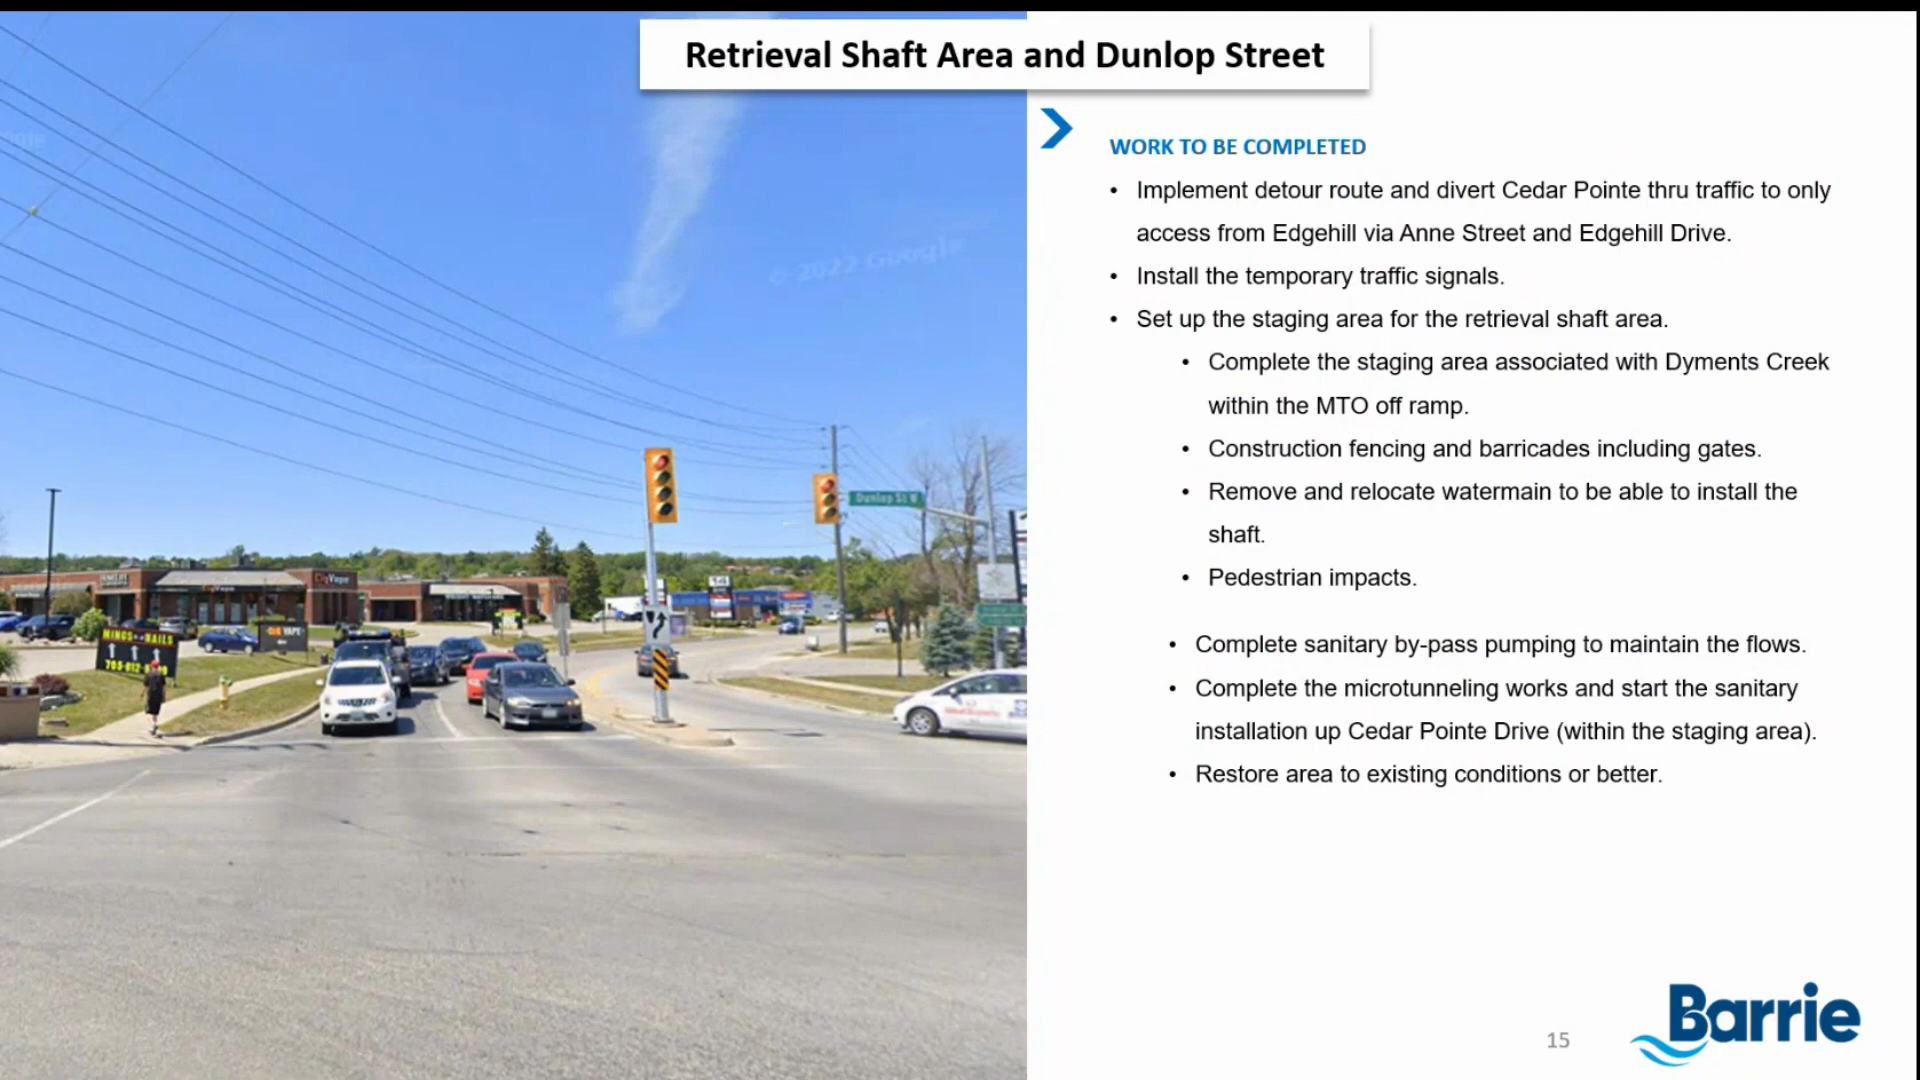 Retrieval Shaft Area and Dunlop Street
WORK TO BE COMPLETED
• Implement detour route and divert Cedar Pointe thru traffic to only
access from Edgehill via Anne Street and Edgehill Drive.
• Install the temporary traffic signals.
• Set up the staging area for the retrieval shaft area.
• Complete the staging area associated with Dyments Creek
within the MTO off ramp.
• Construction fencing and barricades including gates.
• Remove and relocate watermain to be able to install the
shaft.
• Pedestrian impacts.
• Complete sanitary by-pass pumping to maintain the flows.
• Complete the microtunneling works and start the sanitary
installation up Cedar Pointe Drive (within the staging area).
• Restore area to existing conditions or better.
© 2022 Google
Dunlop St W
MINGS NAILS
15
Barrie